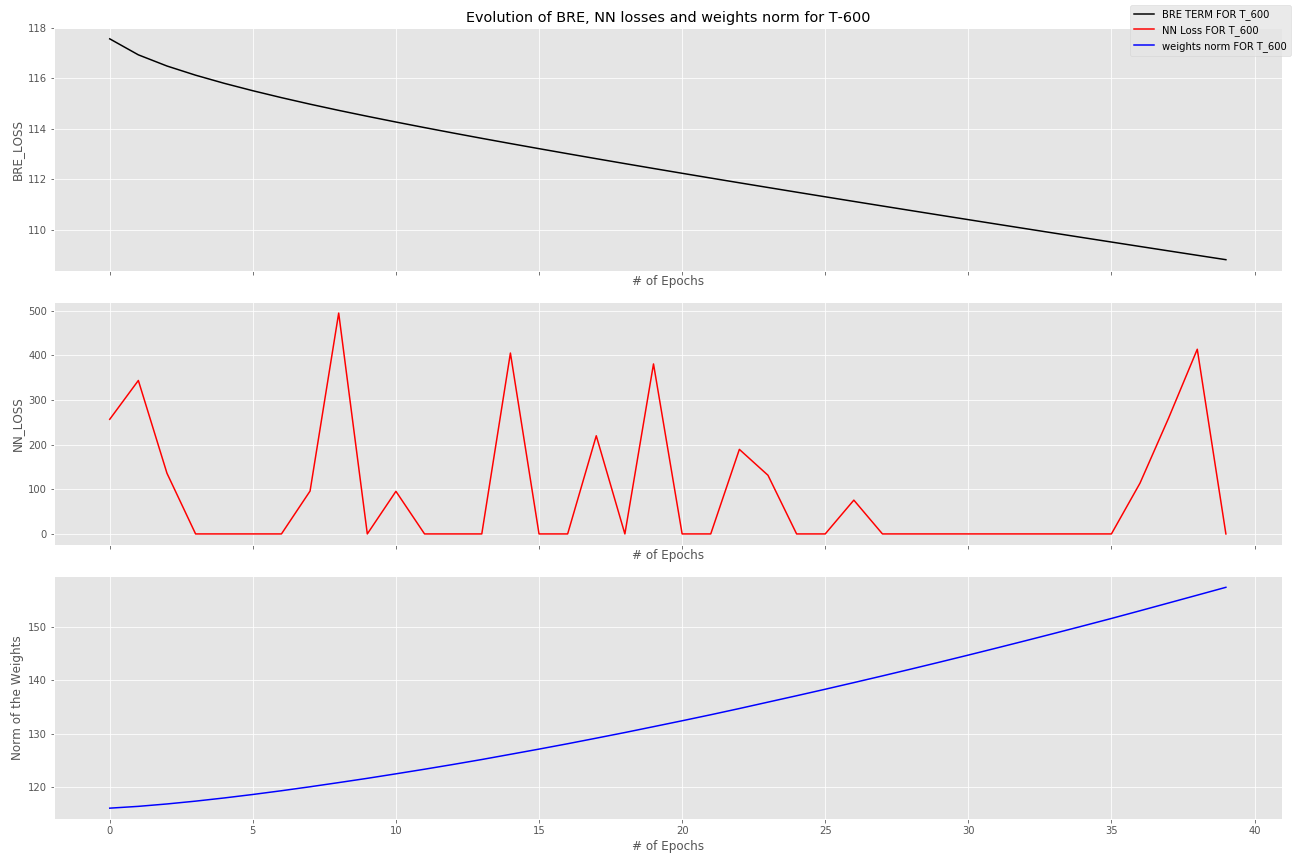 Evolution of BRE, NN losses and weights norm for T-600
BRE TERM FOR T_600
NN Loss FOR T_600
weights norm FOR T_600
118
116
114
112
110
BRE_LOSS
# of Epochs
500
400
300
200
100
0
NN_LOSS
# of Epochs
150
140
130
120
Norm of the Weights
0 5 10 15 20 25 30 35 40
# of Epochs